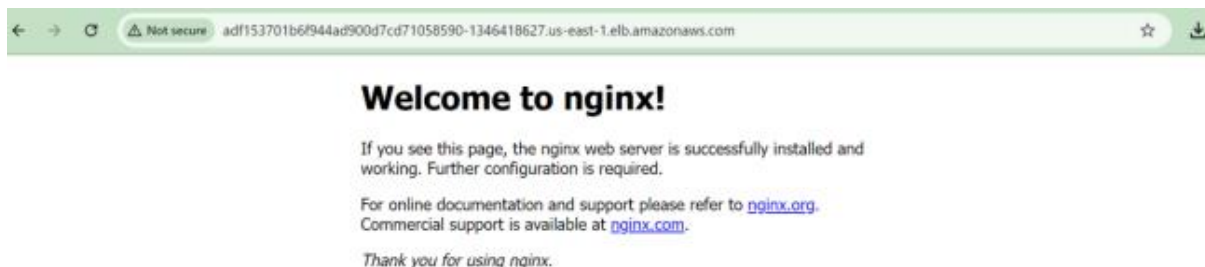 Not secure adf153701b6f944ad900d7cd71058590-1346418627.us-east-1.elb.amazonaws.com
Welcome to nginx!
If you see this page, the nginx web server is successfully installed and
working. Further configuration is required.
For online documentation and support please refer to nginx.org.
Commercial support is available at nginx.com.
Thank you for using nginx.